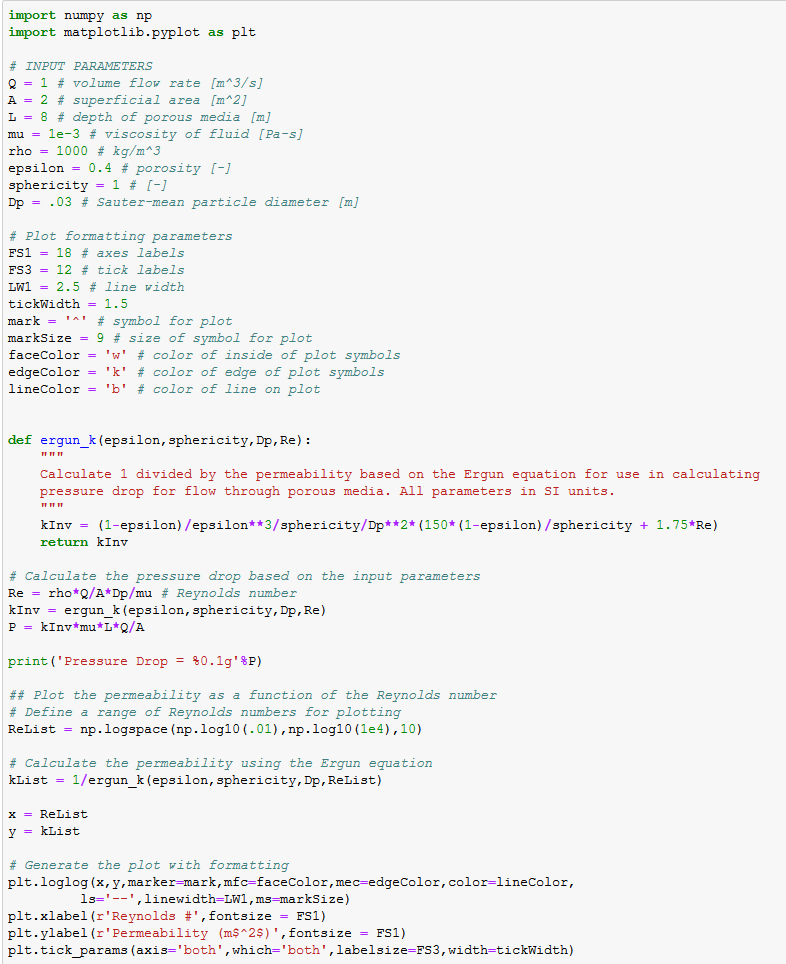 import numpy as np
import matplotlib.pyplot as plt

# INPUT PARAMETERS
Q = 1 # volume flow rate [m^3/s]
A = 2 # superficial area [m^2]
L = 8 # depth of porous media [m]
mu = 1e-3 # viscosity of fluid [Pa-s]
rho = 1000 # kg/m^3
epsilon = 0.4 # porosity [-]
sphericity = 1 # [-]
Dp = .03 # Sauter-mean particle diameter [m]

# Plot formatting parameters
FS1 = 18 # axes labels
FS3 = 12 # tick labels
LW1 = 2.5 # line width
tickWidth = 1.5
mark = '^' # symbol for plot
markSize = 9 # size of symbol for plot
faceColor = 'w' # color of inside of plot symbols
edgeColor = 'k' # color of edge of plot symbols
lineColor = 'b' # color of line on plot


def ergun_k(epsilon,sphericity,Dp,Re):
    """
    Calculate 1 divided by the permeability based on the Ergun equation for use in calculating
    pressure drop for flow through porous media. All parameters in SI units.
    """
    kInv = (1-epsilon)/epsilon**3/sphericity/Dp**2*(150*(1-epsilon)/sphericity + 1.75*Re)
    return kInv

# Calculate the pressure drop based on the input parameters
Re = rho*Q/A*Dp/mu # Reynolds number
kInv = ergun_k(epsilon,sphericity,Dp,Re)
P = kInv*mu*L*Q/A

print('Pressure Drop = %0.1g'%P)

## Plot the permeability as a function of the Reynolds number
# Define a range of Reynolds numbers for plotting
ReList = np.logspace(np.log10(.01),np.log10(1e4),10)

# Calculate the permeability using the Ergun equation
kList = 1/ergun_k(epsilon,sphericity,Dp,ReList)

x = ReList
y = kList

# Generate the plot with formatting
plt.loglog(x,y,marker=mark,mfc=faceColor,mec=edgeColor,color=lineColor,
         ls='--',linewidth=LW1,ms=markSize)
plt.xlabel(r'Reynolds #',fontsize = FS1)
plt.ylabel(r'Permeability (m$^2$)',fontsize = FS1)
plt.tick_params(axis='both',which='both',labelsize=FS3,width=tickWidth)